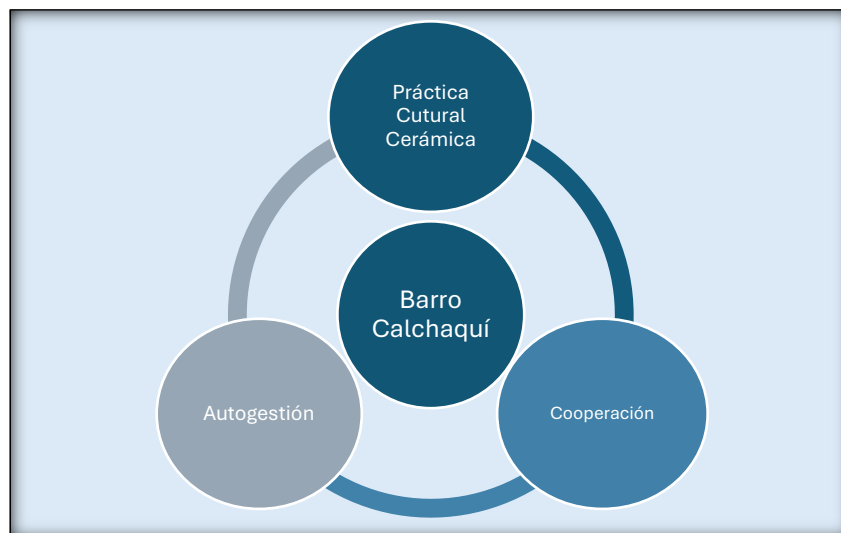 Práctica
Cutural
Cerámica
Barro
Calchaquí
Autogestión
Cooperación